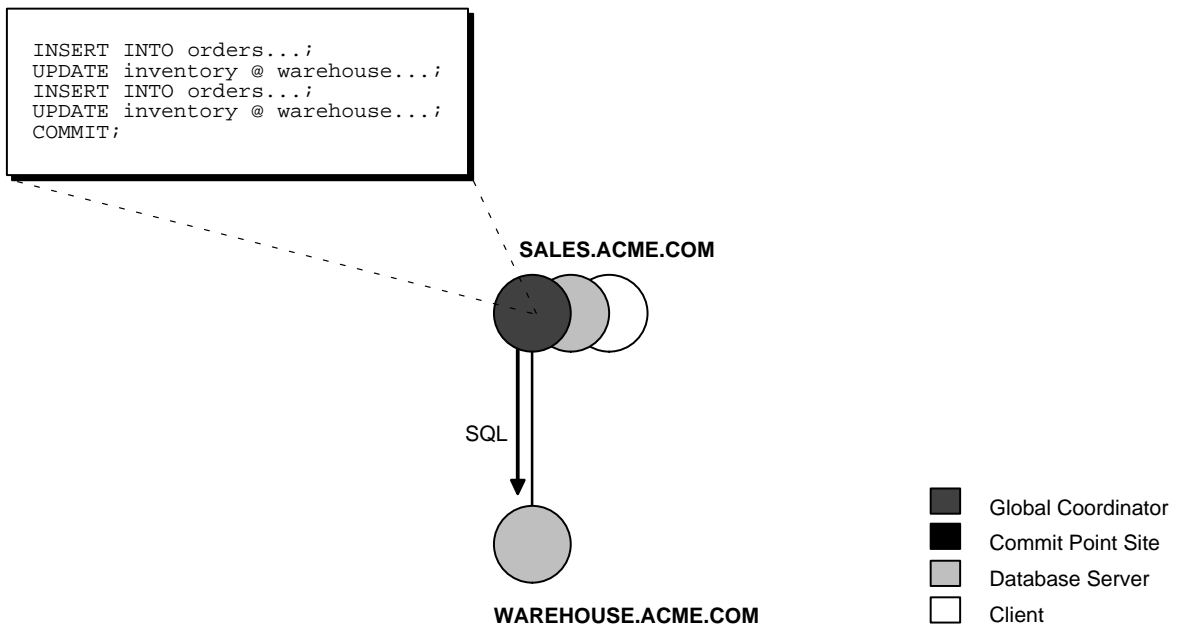 INSERT INTO orders...;
UPDATE inventory @ warehouse...;
INSERT INTO orders...;
UPDATE inventory @ warehouse...;
COMMIT;
SALES.ACME.COM
SQL
WAREHOUSE.ACME.COM
Global Coordinator
Commit Point Site
Database Server
Client